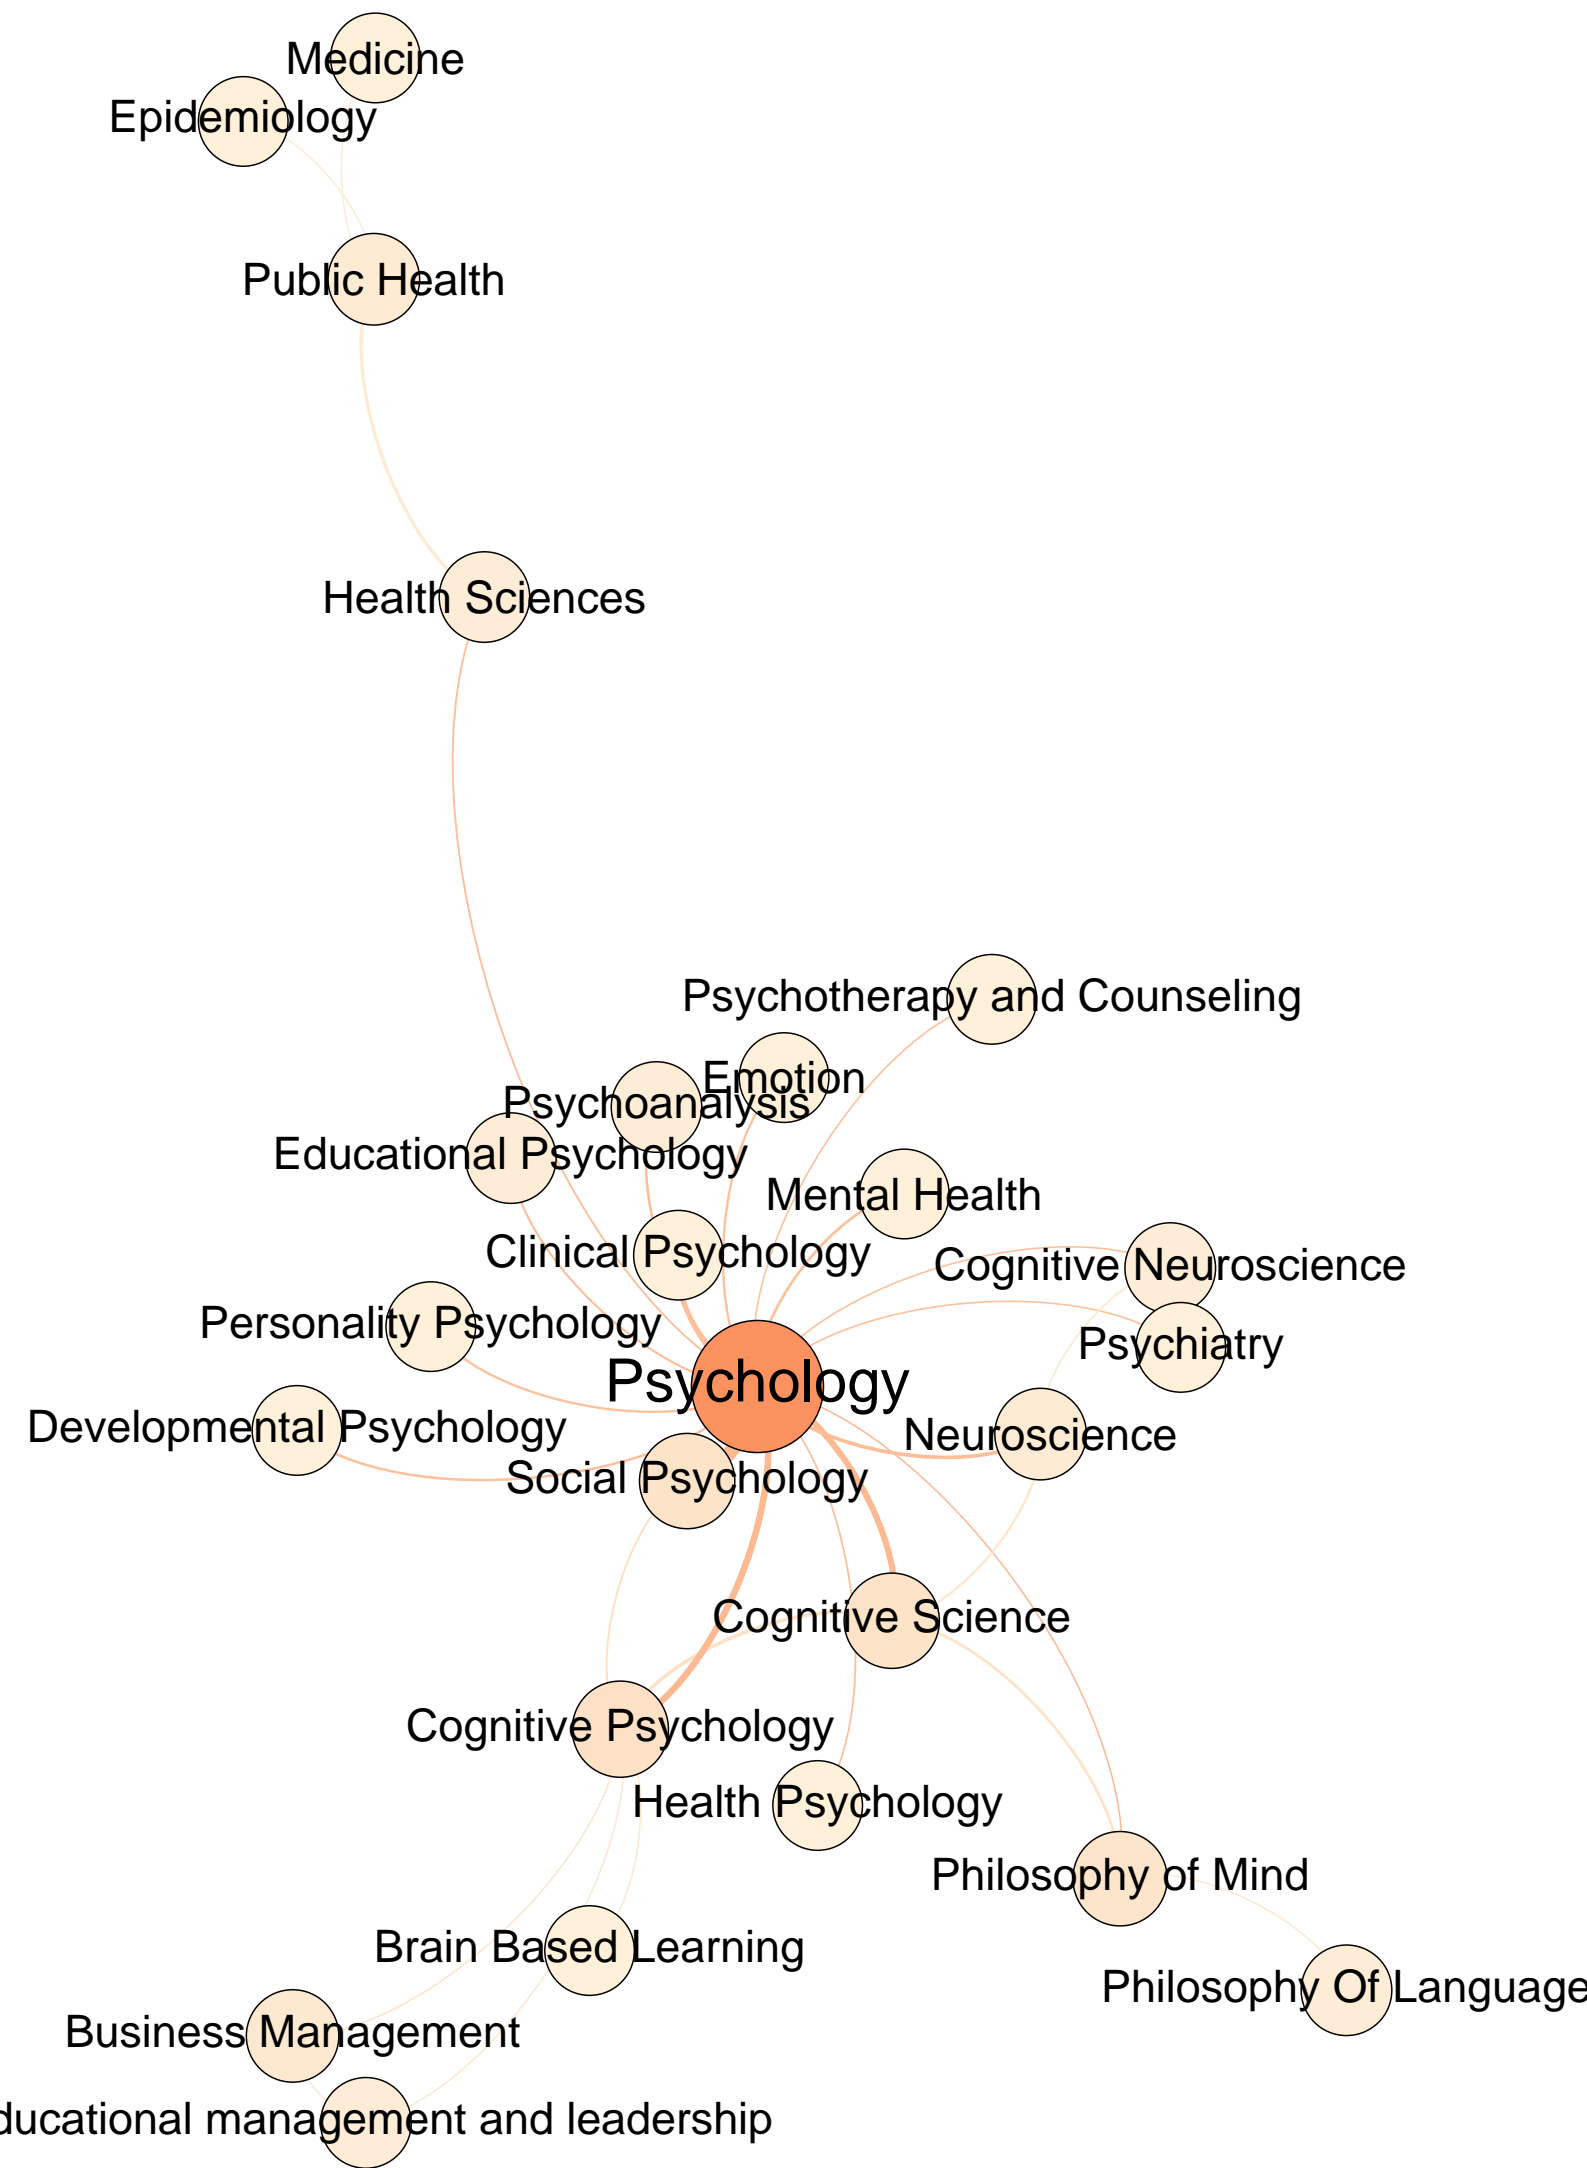 Medicine
Epidemiology
Public Health
Health Sciences
Psychotherapy and Counseling
Emotion
Psychoanalysis
Educational Psychology
Mental Health
Clinical Psychology
Cognitive Neuroscience
Personality Psychology
Psychiatry
Psychology
Developmental Psychology
Neuroscience
Social Psychology
Cognitive Science
Cognitive Psychology
Health Psychology
Philosophy of Mind
Brain Based Learning
Philosophy Of Language
Business Management
ducational management and leadership